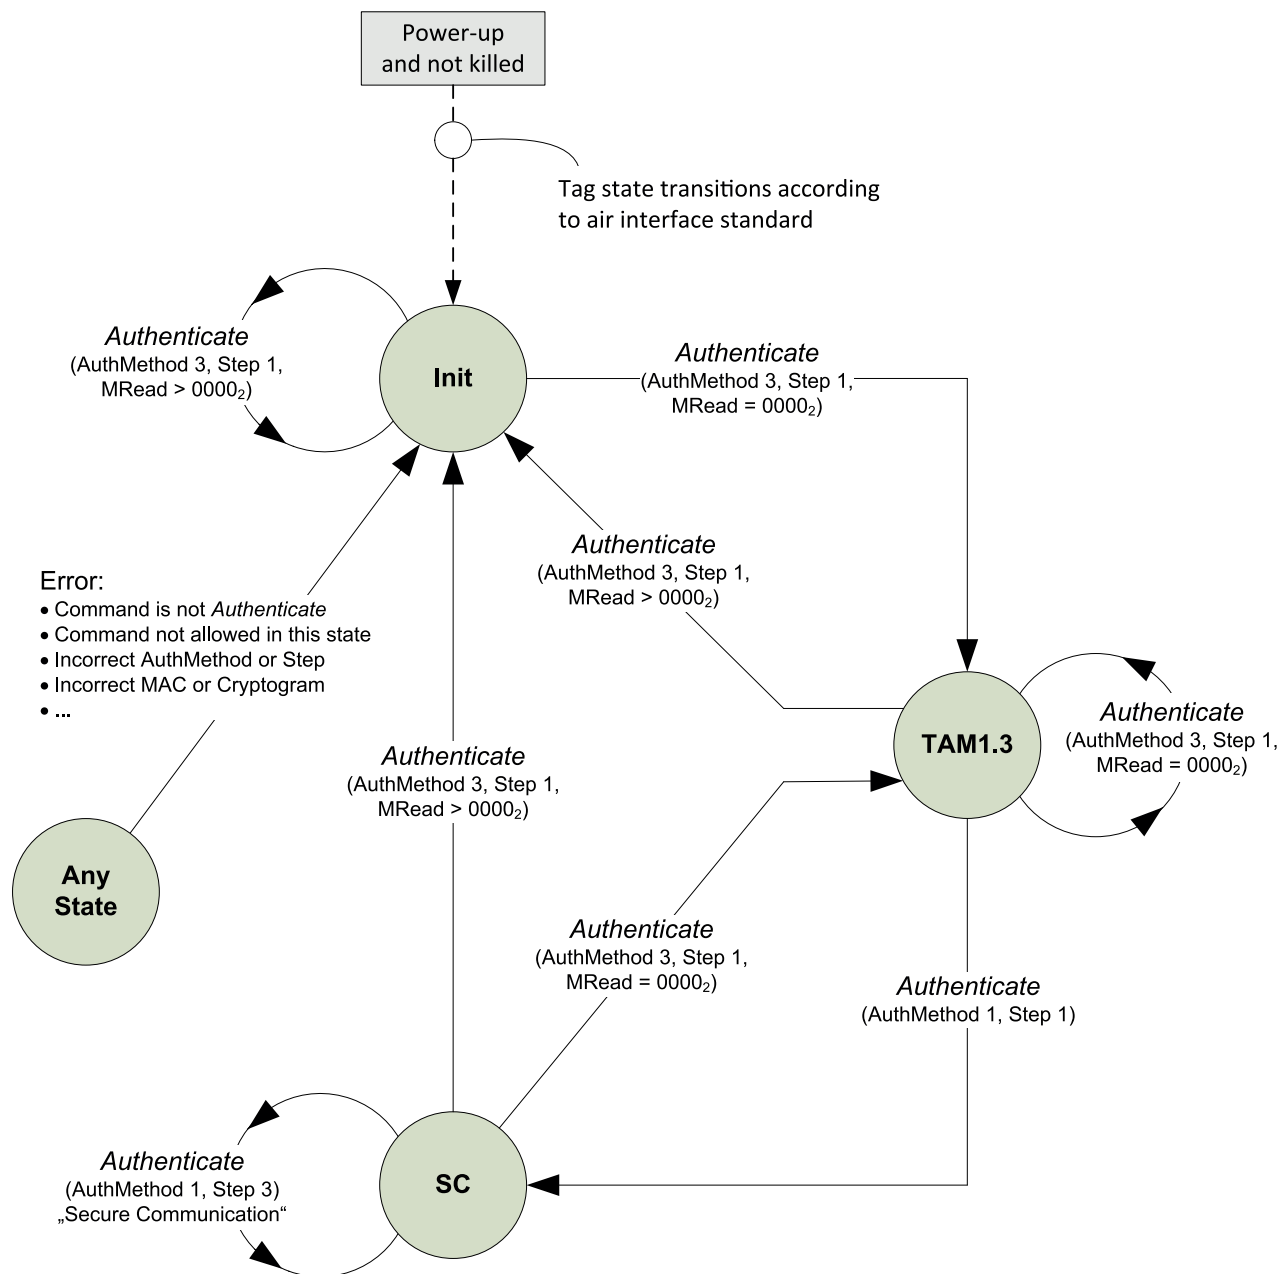 Power-up
and not killed
Tag state transitions according
to air interface standard
Authenticate
(AuthMethod 3, Step 1,
MRead > 0000₂)
Init
Authenticate
(AuthMethod 3, Step 1,
MRead = 0000₂)
Authenticate
(AuthMethod 3, Step 1,
MRead > 0000₂)
Error:
• Command is not Authenticate
• Command not allowed in this state
• Incorrect AuthMethod or Step
• Incorrect MAC or Cryptogram
• ...
Authenticate
(AuthMethod 3, Step 1,
MRead > 0000₂)
TAM1.3
Authenticate
(AuthMethod 3, Step 1,
MRead = 0000₂)
Any
State
Authenticate
(AuthMethod 3, Step 1,
MRead = 0000₂)
Authenticate
(AuthMethod 1, Step 1)
Authenticate
(AuthMethod 1, Step 3)
„Secure Communication“
SC